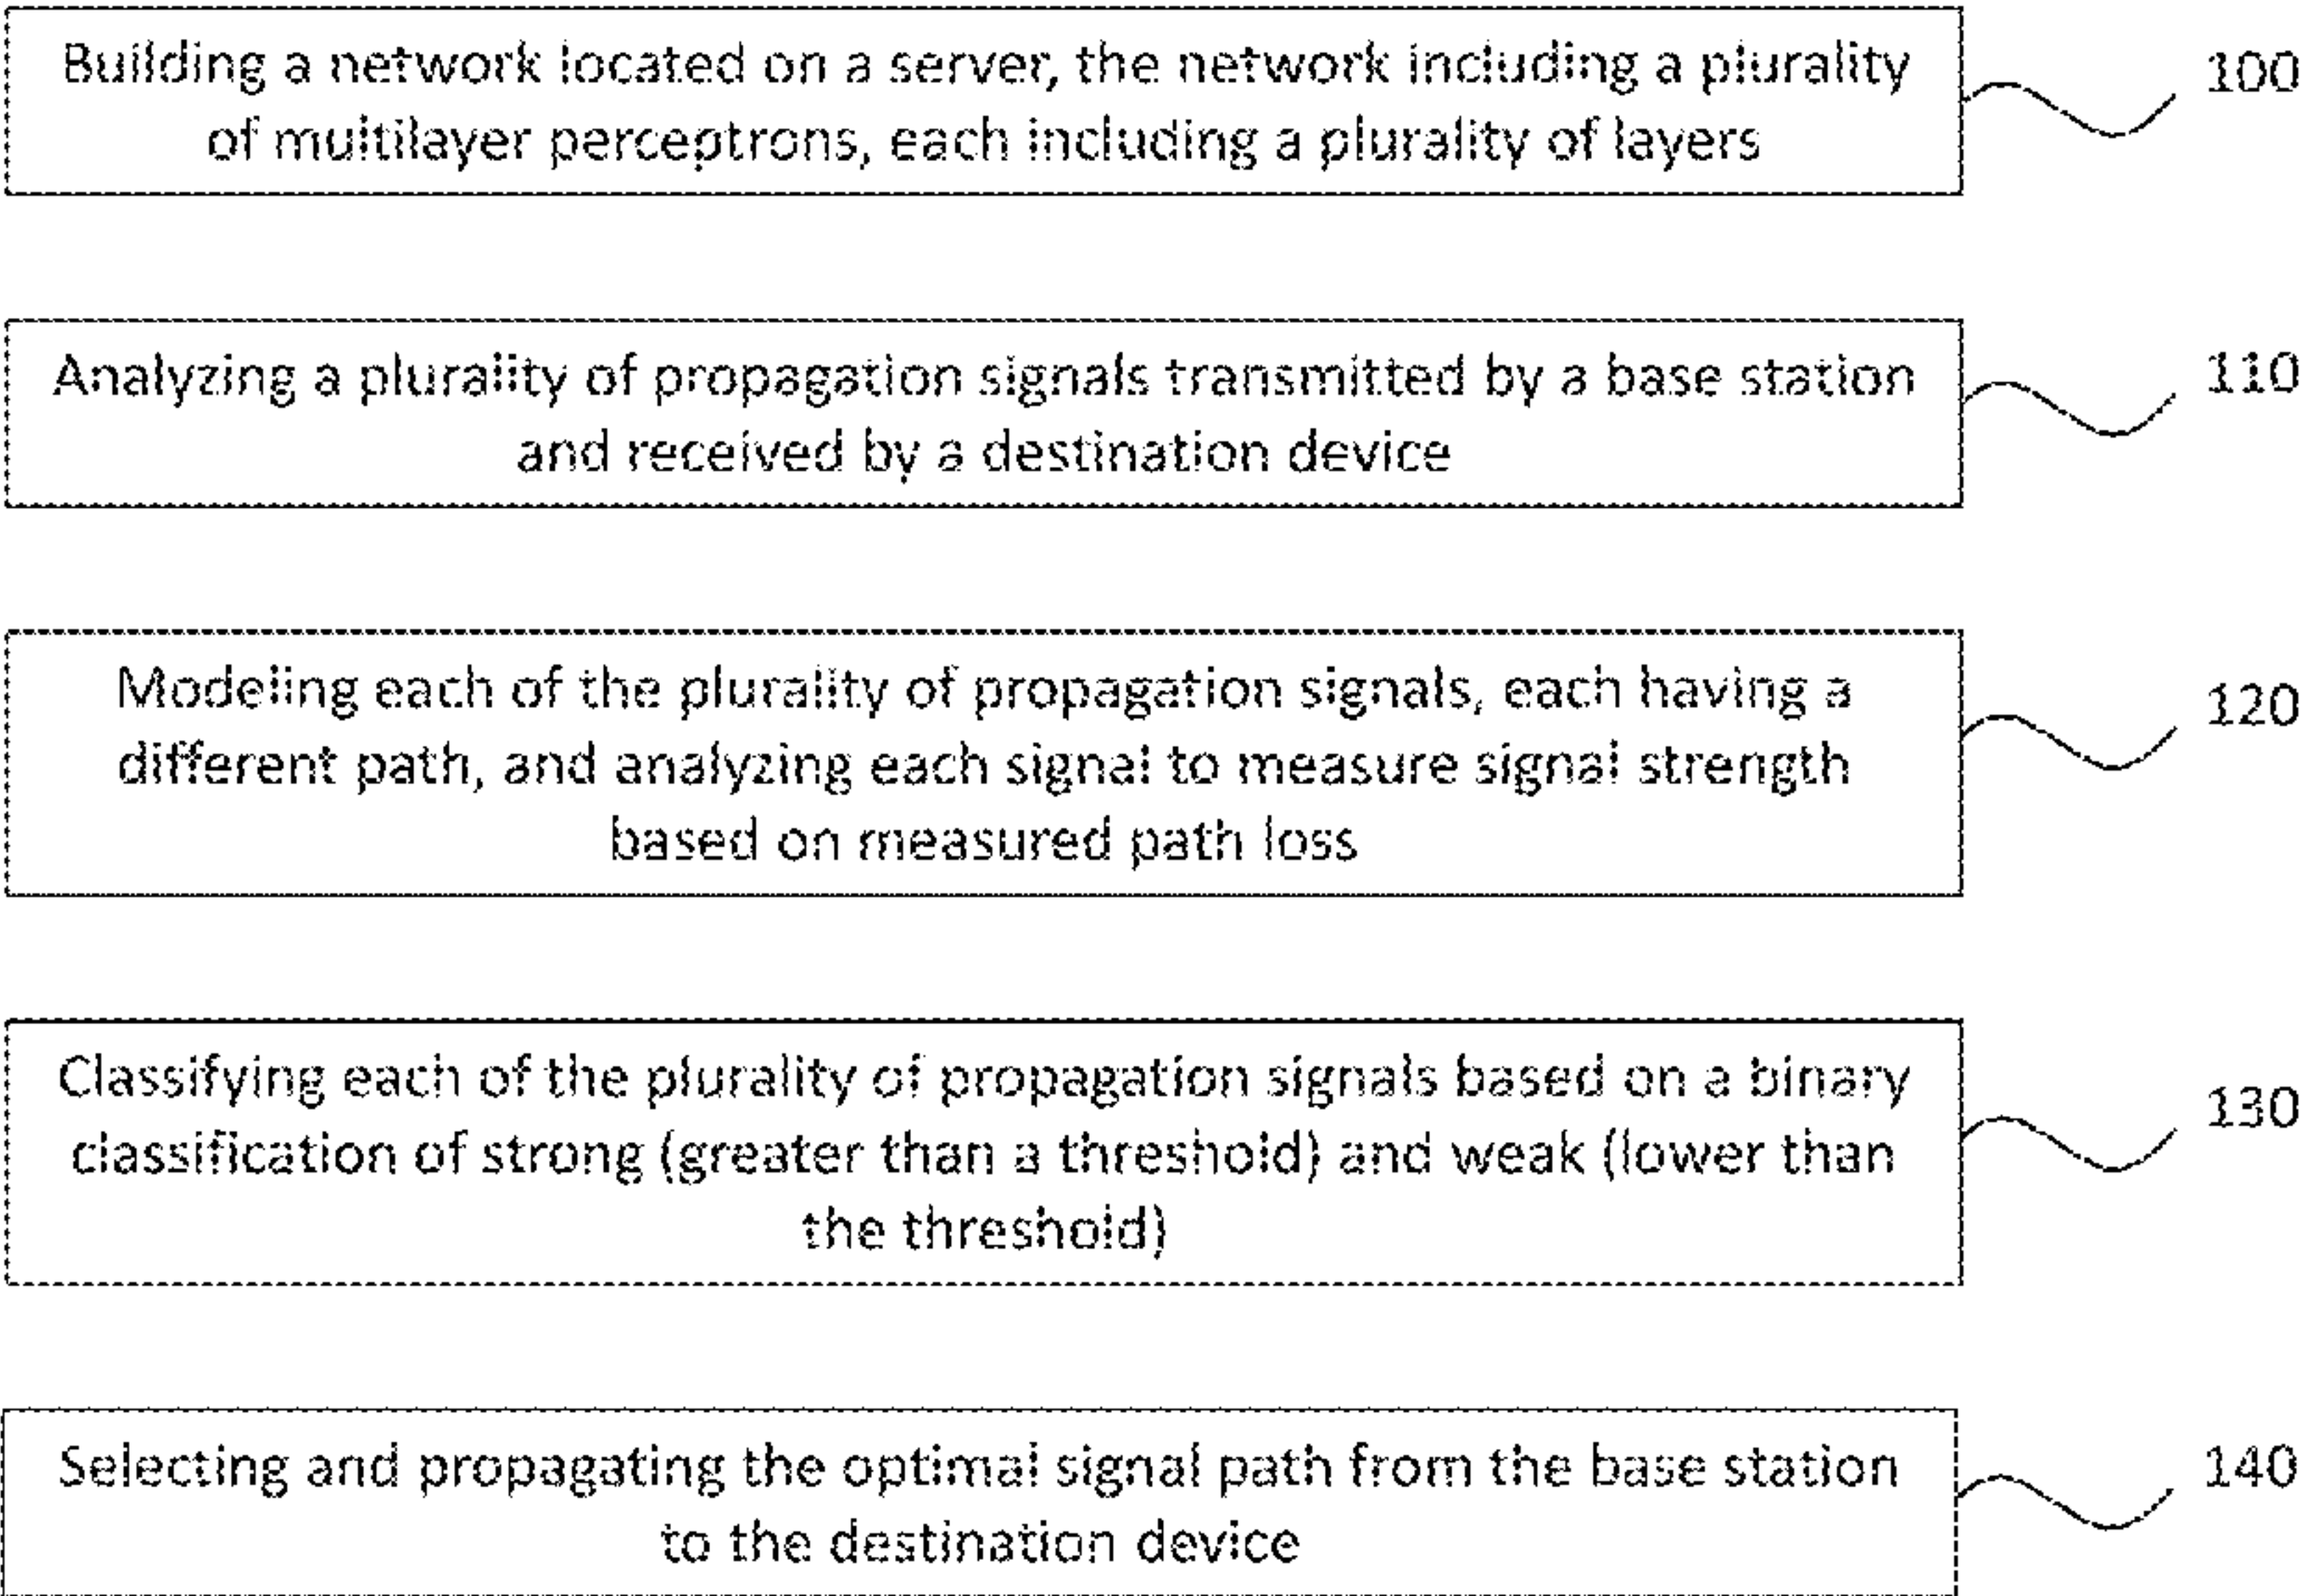 Building a network located on a server, the network including a plurality
of multilayer perceptrons, each including a plurality of layers
100
Analyzing a plurality of propagation signals transmitted by a base station
and received by a destination device
110
Modeling each of the plurality of propagation signals, each having a
different path, and analyzing each signal to measure signal strength
based on measured path loss
120
Classifying each of the plurality of propagation signals based on a binary
classification of strong (greater than a threshold) and weak (lower than
the threshold)
130
Selecting and propagating the optimal signal path from the base station
to the destination device
140